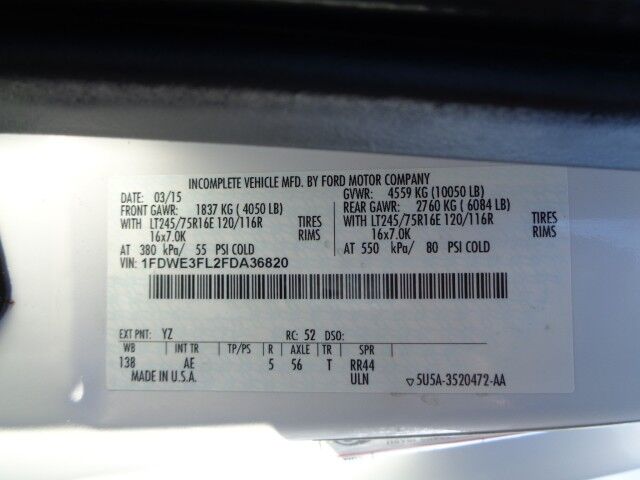 INCOMPLETE VEHICLE MFD. BY FORD MOTOR COMPANY
DATE: 03/15 GVWR: 4559 KG (10050 LB)
FRONT GAWR: 1837 KG ( 4050 LB) REAR GAWR: 2760 KG ( 6084 LB)
WITH LT245/75R16E 120/116R TIRES WITH LT245/75R16E 120/116R TIRES
16x7.0K RIMS 16x7.0K RIMS
AT 380 kPa/ 55 PSI COLD AT 550 kPa/ 80 PSI COLD
VIN: 1FDWE3FL2FDA36820
EXT PNT: YZ RC: 52 DSO:
WB INT TR TP/PS R AXLE TR SPR
138 AE 5 56 T RR44
MADE IN U.S.A. ULN ▽5U5A-3520472-AA